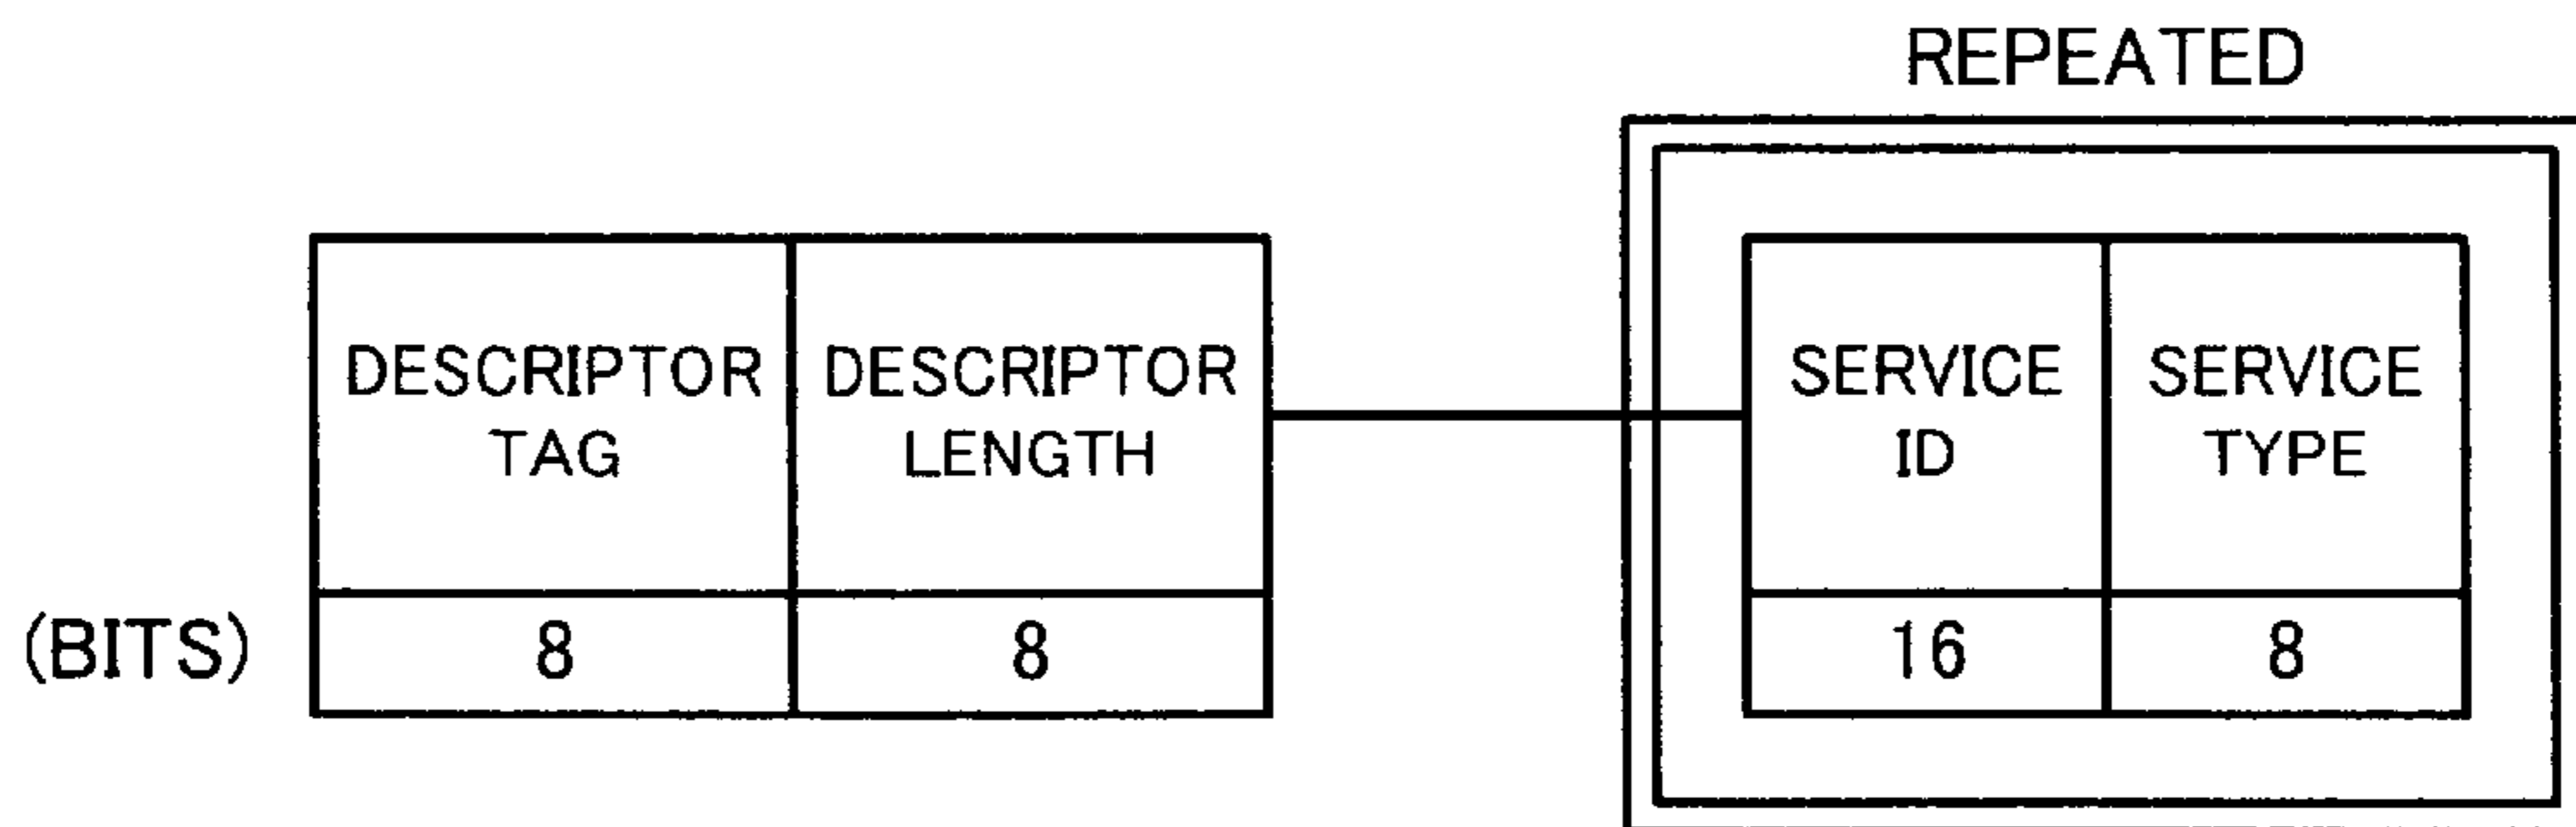 REPEATED
DESCRIPTOR
TAG
DESCRIPTOR
LENGTH
SERVICE
ID
SERVICE
TYPE
(BITS)
8
8
16
8